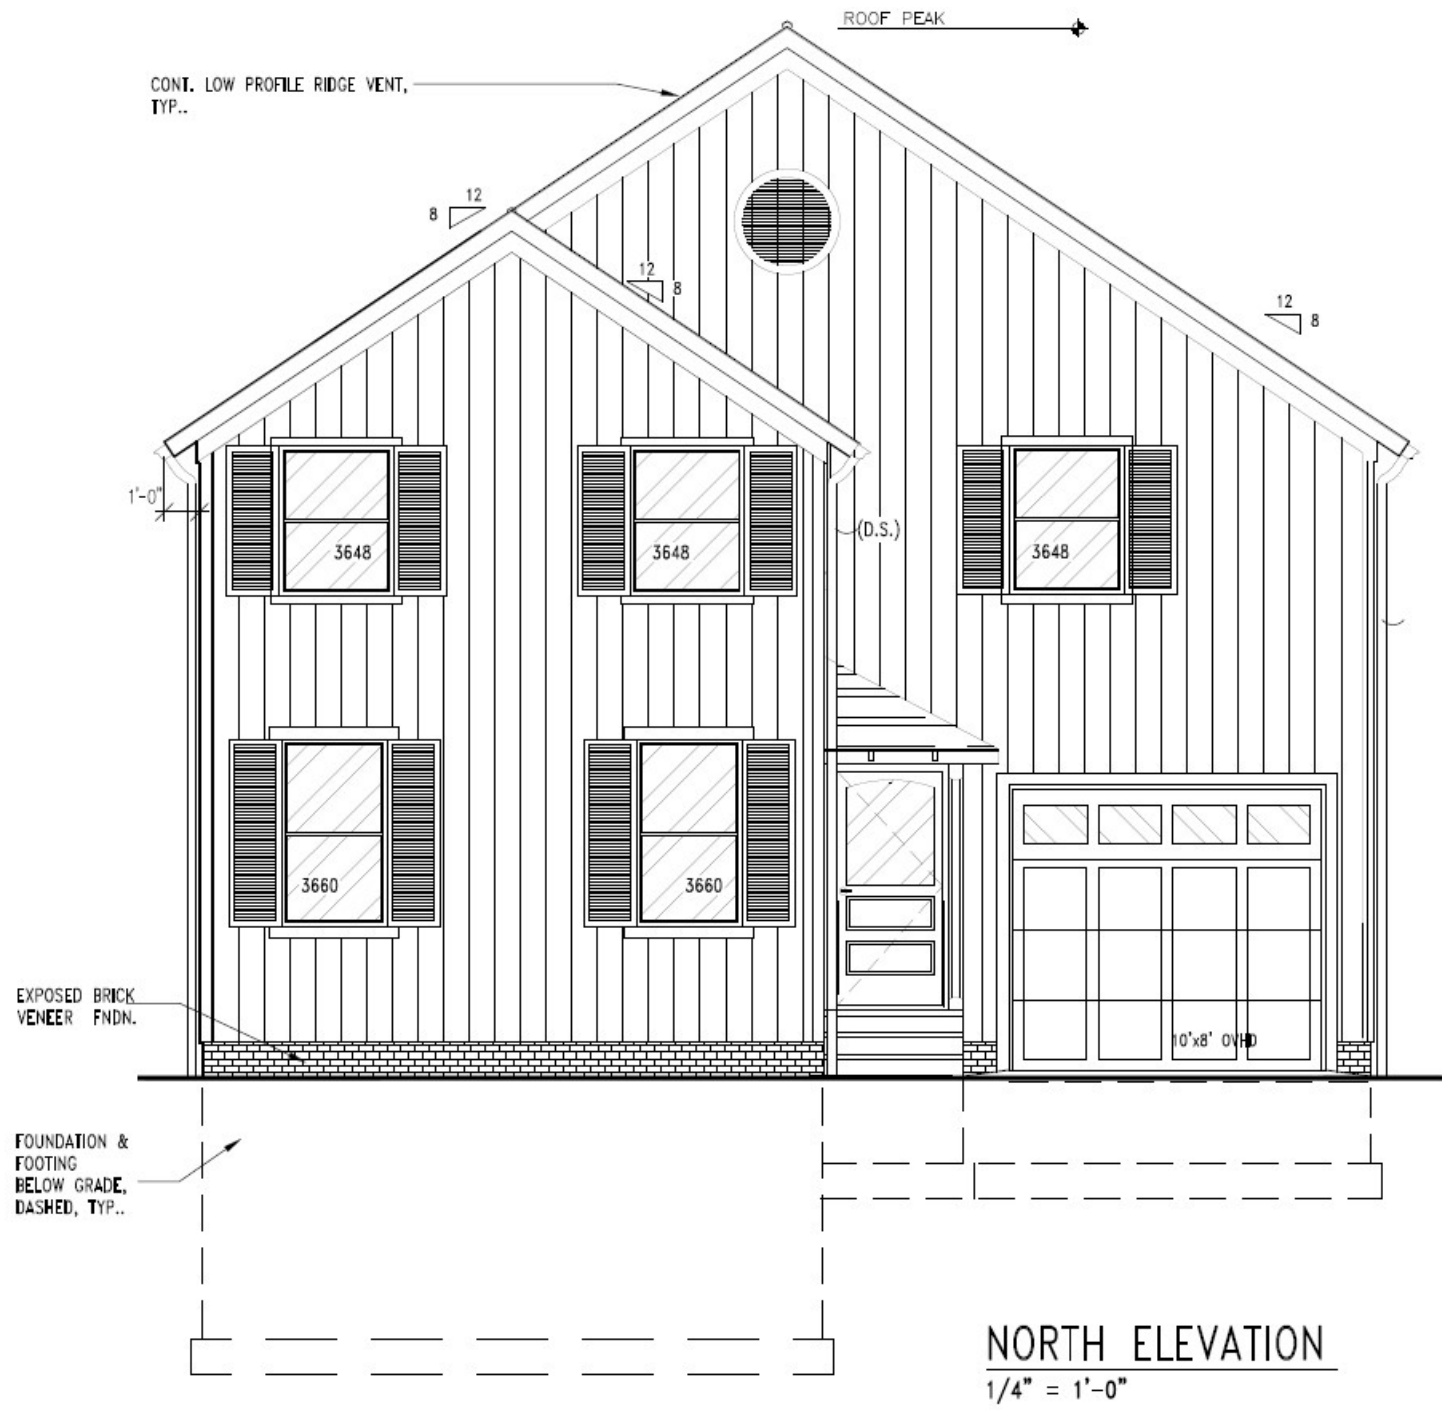 ROOF PEAK
CONT. LOW PROFILE RIDGE VENT,
TYP..
12
8
12
8
12
8
1'-0"
3648
3648
(D.S.)
3648
3660
3660
EXPOSED BRICK
VENEER FNDN.
10'x8' OVHD
FOUNDATION &
FOOTING
BELOW GRADE,
DASHED, TYP..
NORTH ELEVATION
1/4" = 1'-0"